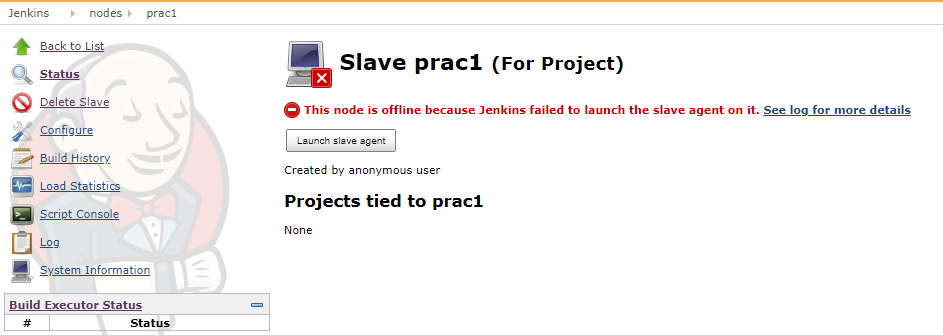 Jenkins nodes prac1
Back to List
Status
Delete Slave
Configure
Build History
Load Statistics
Script Console
Log
System Information
Build Executor Status
# Status
Slave prac1 (For Project)
This node is offline because Jenkins failed to launch the slave agent on it. See log for more details
Launch slave agent
Created by anonymous user
Projects tied to prac1
None